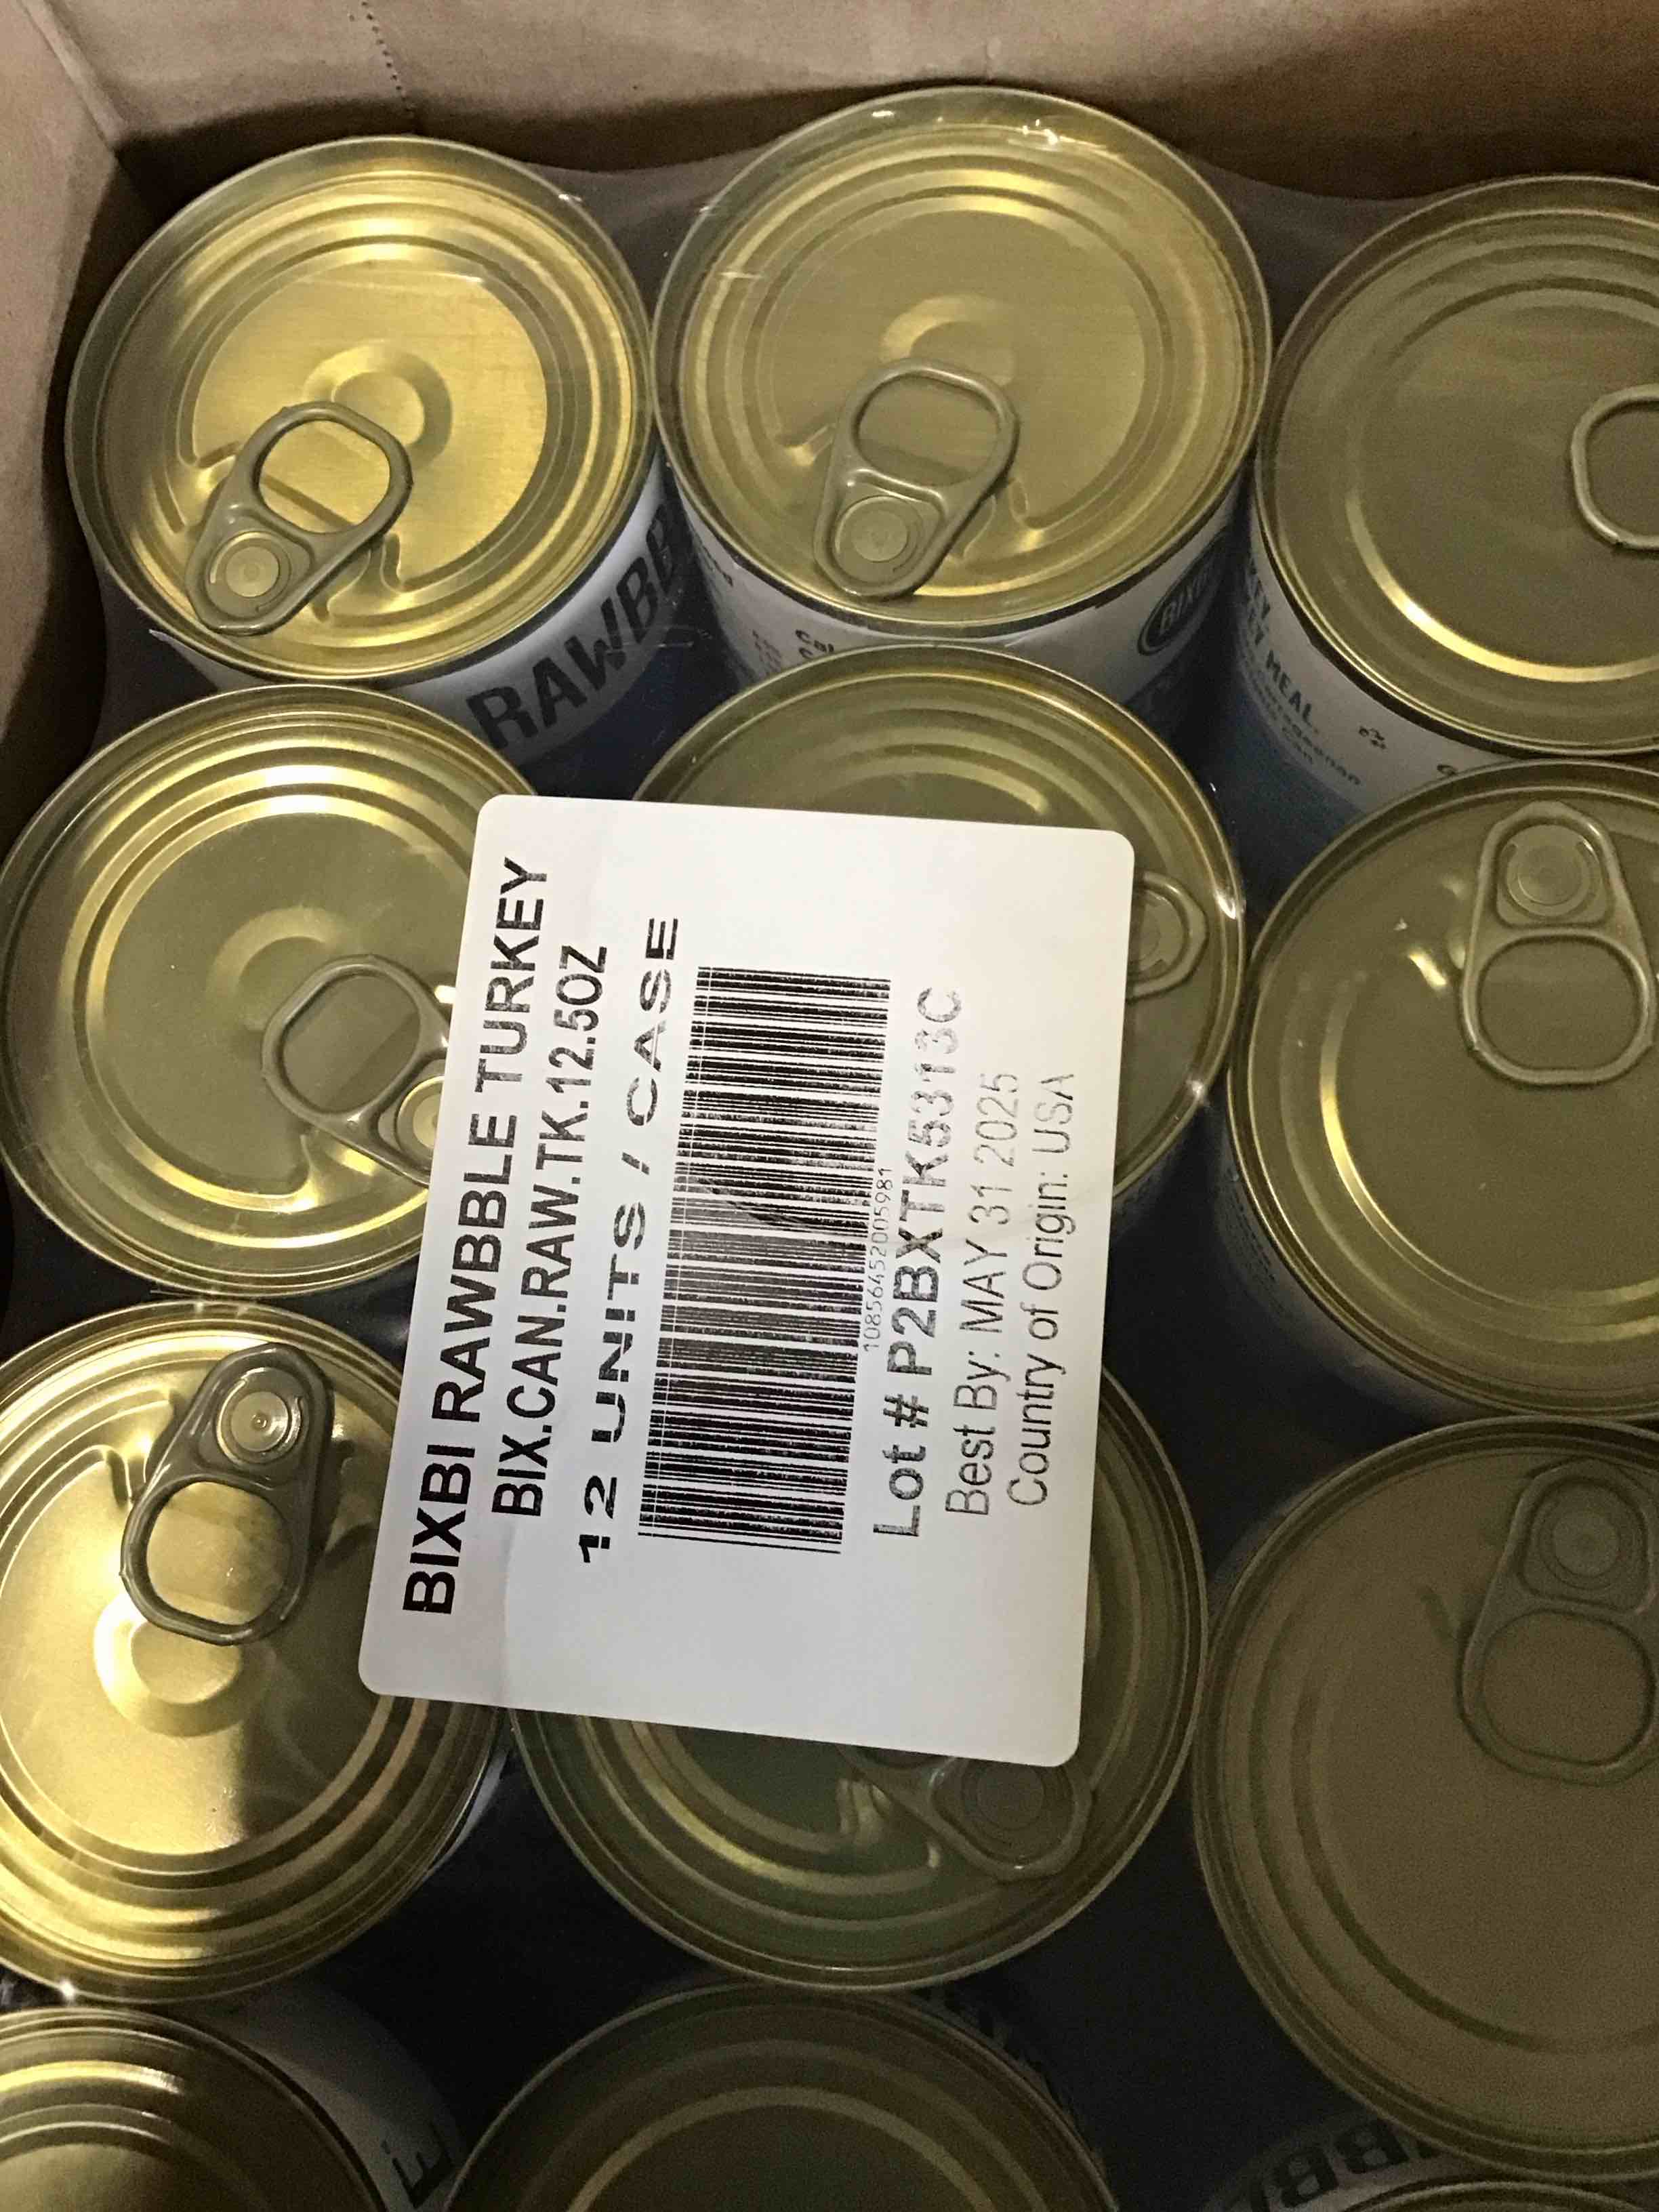 BIXBI RAWBBLE TURKEY
BIX.CAN.RAW.TK.12.5OZ
12 UNITS / CASE
10856452005981
Lot # P2BXTK5313C
Best By: MAY 31 2025
Country of Origin: USA
RAWBB
MEAL